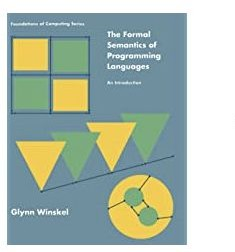 Foundations of Computing Series
The Formal
Semantics of
Programming
Languages
An Introduction
Glynn Winskel